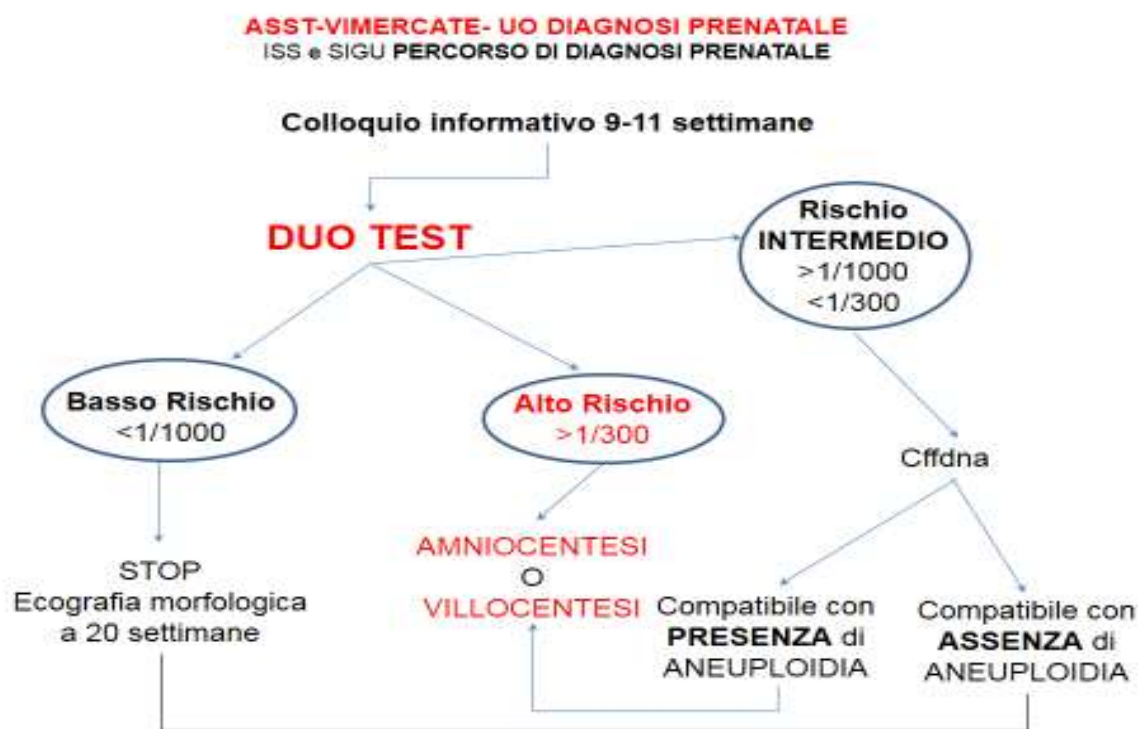 ASST-VIMERCATE- UO DIAGNOSI PRENATALE
ISS e SIGU PERCORSO DI DIAGNOSI PRENATALE
Colloquio informativo 9-11 settimane
DUO TEST
Rischio
INTERMEDIO
>1/1000
<1/300
Basso Rischio
<1/1000
Alto Rischio
>1/300
Cffdna
STOP
Ecografia morfologica
a 20 settimane
AMNIOCENTESI
O
VILLOCENTESI
Compatibile con
PRESENZA di
ANEUPLOIDIA
Compatibile con
ASSENZA di
ANEUPLOIDIA